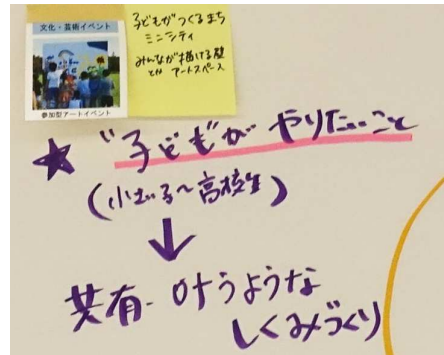 文化・芸術イベント
参加型アートイベント
子どもがつくるまち
ミニシティ
みんなが描ける壁
とか アートスペース
★ "子ども"が やりたいこと
(小さい子〜高校生)
↓
共有・叶うような
しくみづくり